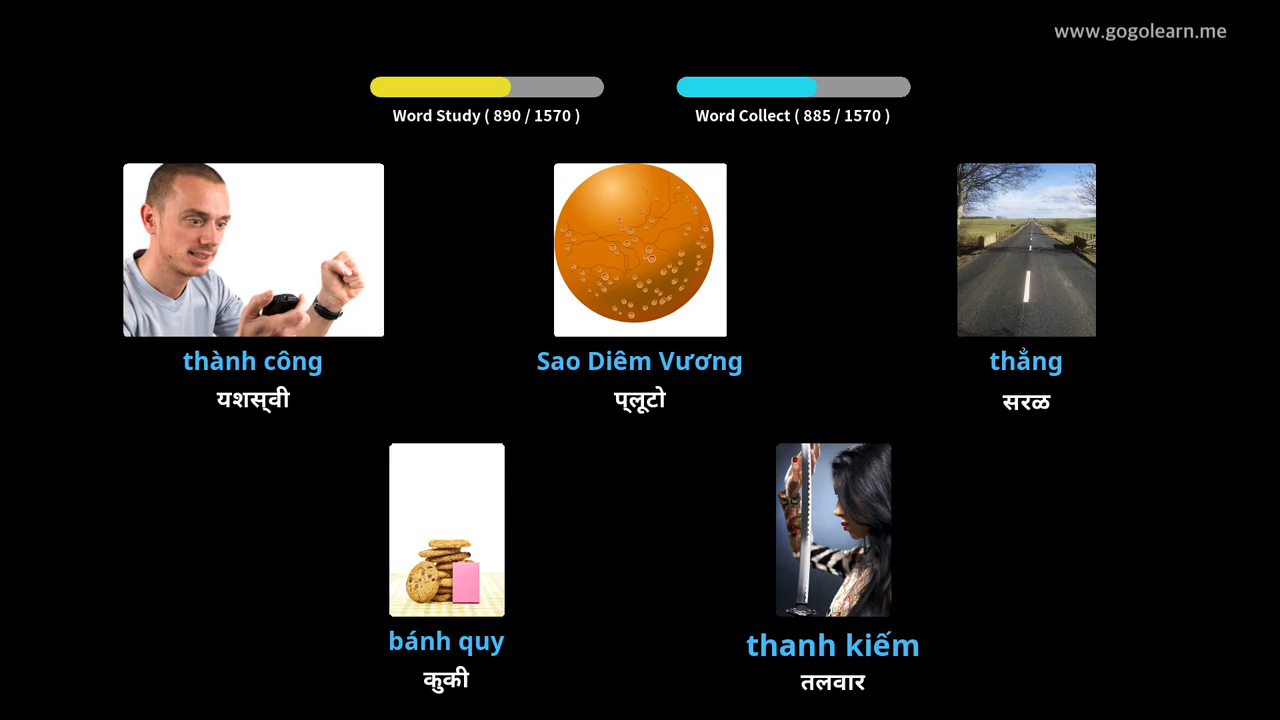 www.gogolearn.me
Word Study ( 890 / 1570 )
Word Collect ( 885 / 1570 )
thành công
यशस्वी
Sao Diêm Vương
प्लूटो
thẳng
सरळ
bánh quy
कुकी
thanh kiếm
तलवार